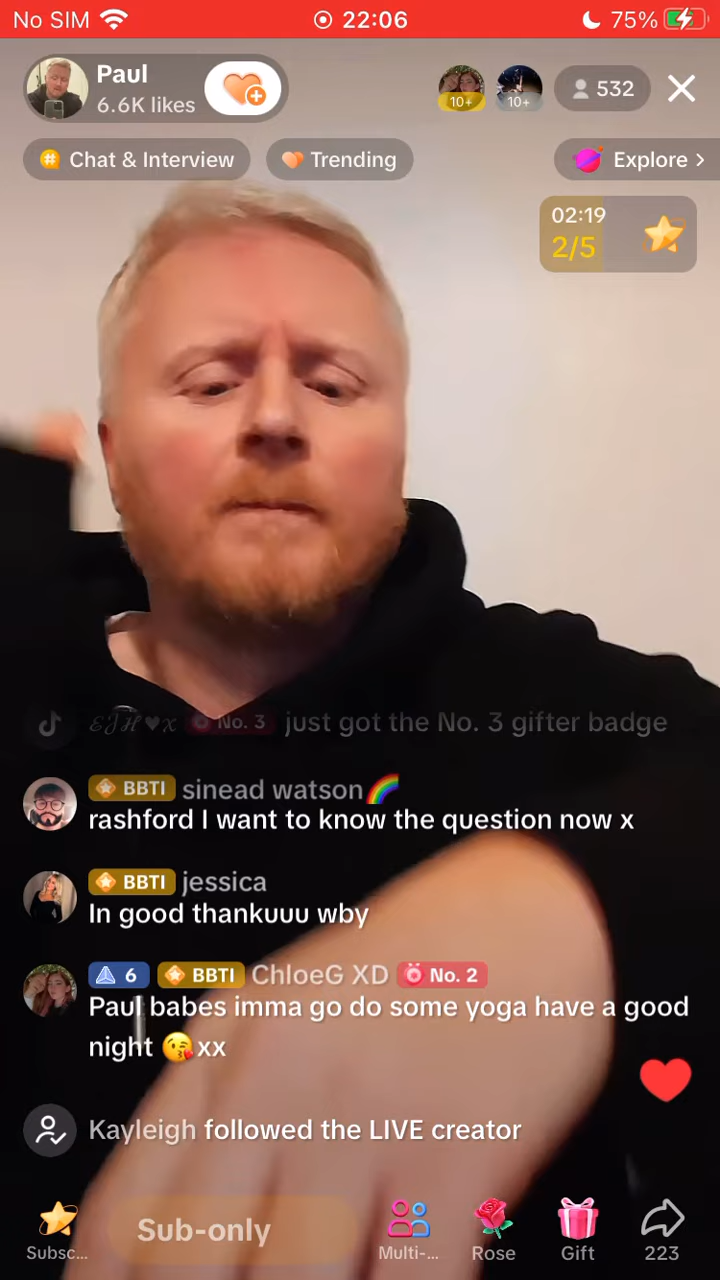 No SIM 22:06 75%
Paul
6.6K likes
10+ 10+ 532
Chat & Interview Trending Explore >
02:19
2/5
ℰ𝒥ℋ♥𝓍 No. 3 just got the No. 3 gifter badge
BBTI sinead watson🌈
rashford I want to know the question now x
BBTI jessica
In good thankuuu wby
6 BBTI ChloeG XD No. 2
Paul babes imma go do some yoga have a good
night 😘xx
Kayleigh followed the LIVE creator
Sub-only
Subsc... Multi-... Rose Gift 223